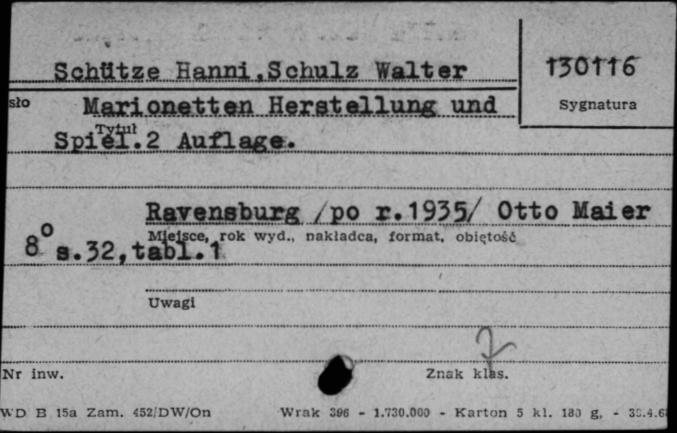 Schütze Hanni,Schulz Walter
130116
sło
Marionetten Herstellung und
Sygnatura
Tytuł
Spiel.2 Auflage.
Ravensburg /po r.1935/ Otto Maier
Miejsce, rok wyd., nakładca, format, objętość
8° s.32,tabl.1
Uwagi
Nr inw.
Znak klas.
WD B 15a Zam. 452/DW/On Wrak 396 - 1.730.000 - Karton 5 kl. 180 g. -